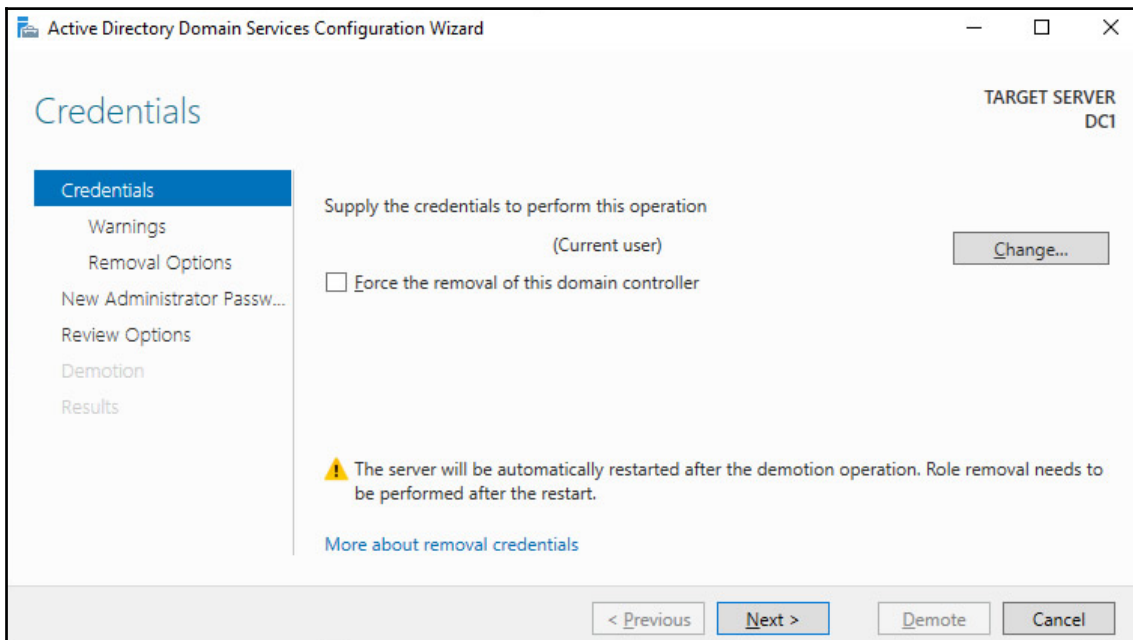 Active Directory Domain Services Configuration Wizard
Credentials
TARGET SERVER
DC1
Credentials
Warnings
Removal Options
New Administrator Passw...
Review Options
Demotion
Results
Supply the credentials to perform this operation
(Current user)
Change...
Force the removal of this domain controller
The server will be automatically restarted after the demotion operation. Role removal needs to
be performed after the restart.
More about removal credentials
< Previous
Next >
Demote
Cancel